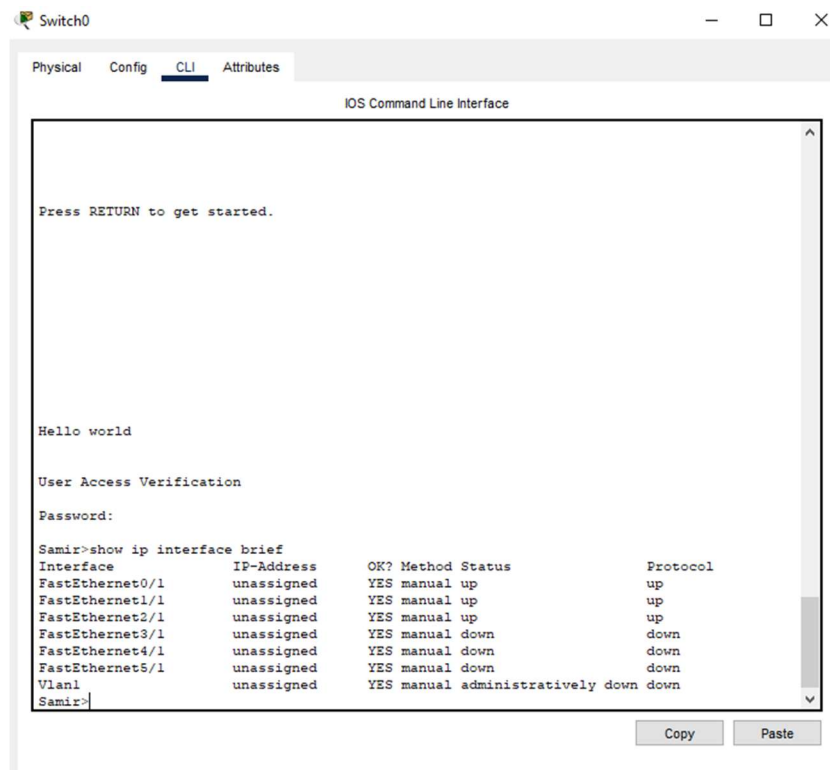 Switch0
Physical Config CLI Attributes
IOS Command Line Interface
Press RETURN to get started.
Hello world
User Access Verification
Password:
Samir>show ip interface brief
Interface IP-Address OK? Method Status Protocol
FastEthernet0/1 unassigned YES manual up up
FastEthernet1/1 unassigned YES manual up up
FastEthernet2/1 unassigned YES manual up up
FastEthernet3/1 unassigned YES manual down down
FastEthernet4/1 unassigned YES manual down down
FastEthernet5/1 unassigned YES manual down down
Vlan1 unassigned YES manual administratively down down
Samir>
Copy Paste